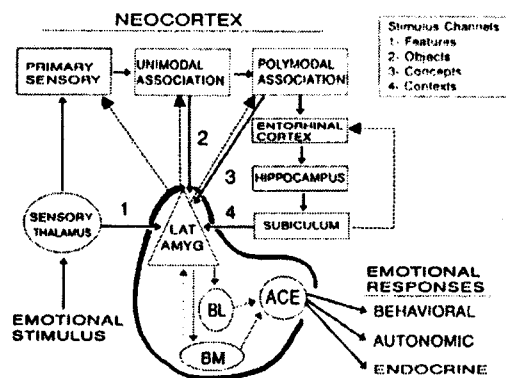 NEOCORTEX
Stimulus Channels
1- Features
2- Objects
3- Concepts
4- Contexts
PRIMARY
SENSORY
UNIMODAL
ASSOCIATION
POLYMODAL
ASSOCIATION
2
ENTORHINAL
CORTEX
3
HIPPOCAMPUS
SENSORY
THALAMUS
1
LAT
AMYG
4
SUBICULUM
EMOTIONAL
STIMULUS
BL
ACE
BM
EMOTIONAL
RESPONSES
BEHAVIORAL
AUTONOMIC
ENDOCRINE